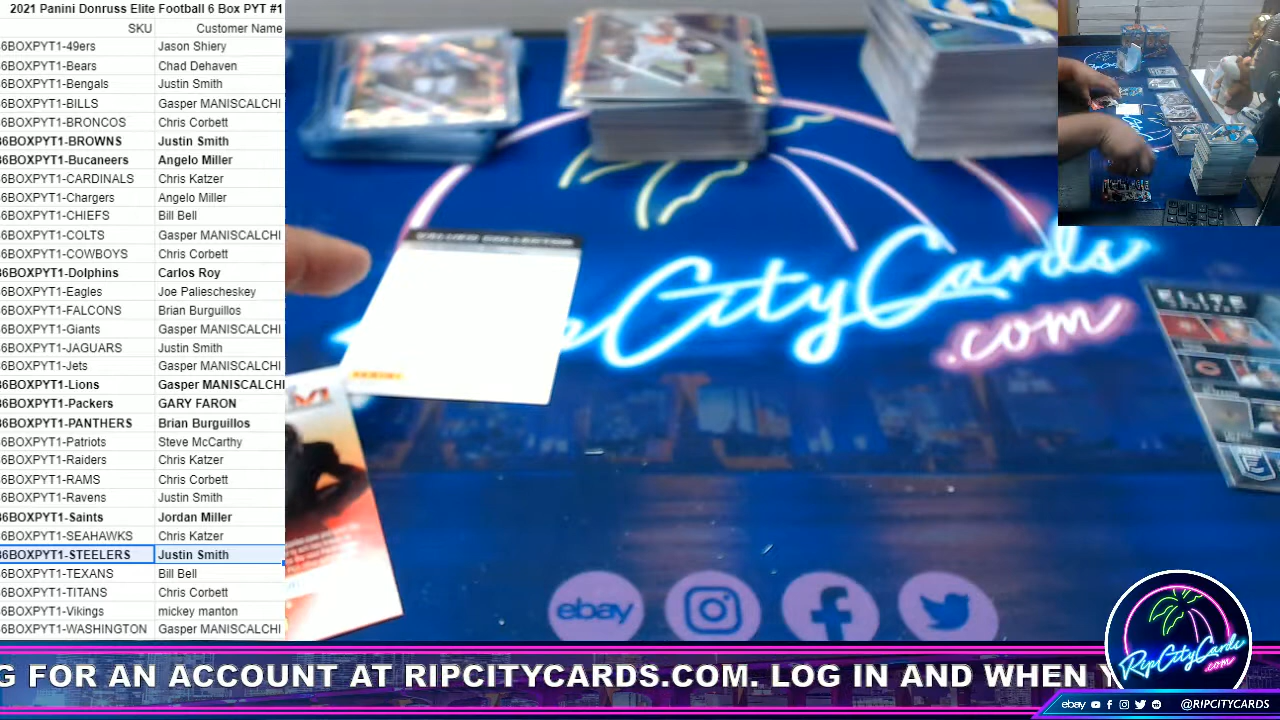 2021 Panini Donruss Elite Football 6 Box PYT #1
SKU Customer Name
6BOXPYT1-49ers Jason Shiery
6BOXPYT1-Bears Chad Dehaven
6BOXPYT1-Bengals Justin Smith
6BOXPYT1-BILLS Gasper MANISCALCHI
6BOXPYT1-BRONCOS Chris Corbett
6BOXPYT1-BROWNS Justin Smith
6BOXPYT1-Bucaneers Angelo Miller
6BOXPYT1-CARDINALS Chris Katzer
6BOXPYT1-Chargers Angelo Miller
6BOXPYT1-CHIEFS Bill Bell
6BOXPYT1-COLTS Gasper MANISCALCHI
6BOXPYT1-COWBOYS Chris Corbett
6BOXPYT1-Dolphins Carlos Roy
6BOXPYT1-Eagles Joe Paliescheskey
6BOXPYT1-FALCONS Brian Burguillos
6BOXPYT1-Giants Gasper MANISCALCHI
6BOXPYT1-JAGUARS Justin Smith
6BOXPYT1-Jets Gasper MANISCALCHI
6BOXPYT1-Lions Gasper MANISCALCHI
6BOXPYT1-Packers GARY FARON
6BOXPYT1-PANTHERS Brian Burguillos
6BOXPYT1-Patriots Steve McCarthy
6BOXPYT1-Raiders Chris Katzer
6BOXPYT1-RAMS Chris Corbett
6BOXPYT1-Ravens Justin Smith
6BOXPYT1-Saints Jordan Miller
6BOXPYT1-SEAHAWKS Chris Katzer
6BOXPYT1-STEELERS Justin Smith
6BOXPYT1-TEXANS Bill Bell
6BOXPYT1-TITANS Chris Corbett
6BOXPYT1-Vikings mickey manton
6BOXPYT1-WASHINGTON Gasper MANISCALCHI
VALUED COLLECTOR
PANINI
CityCards
.com
ELITE
ebay
G FOR AN ACCOUNT AT RIPCITYCARDS.COM. LOG IN AND WHEN Y
RipCityCards
.com
ebay @RIPCITYCARDS